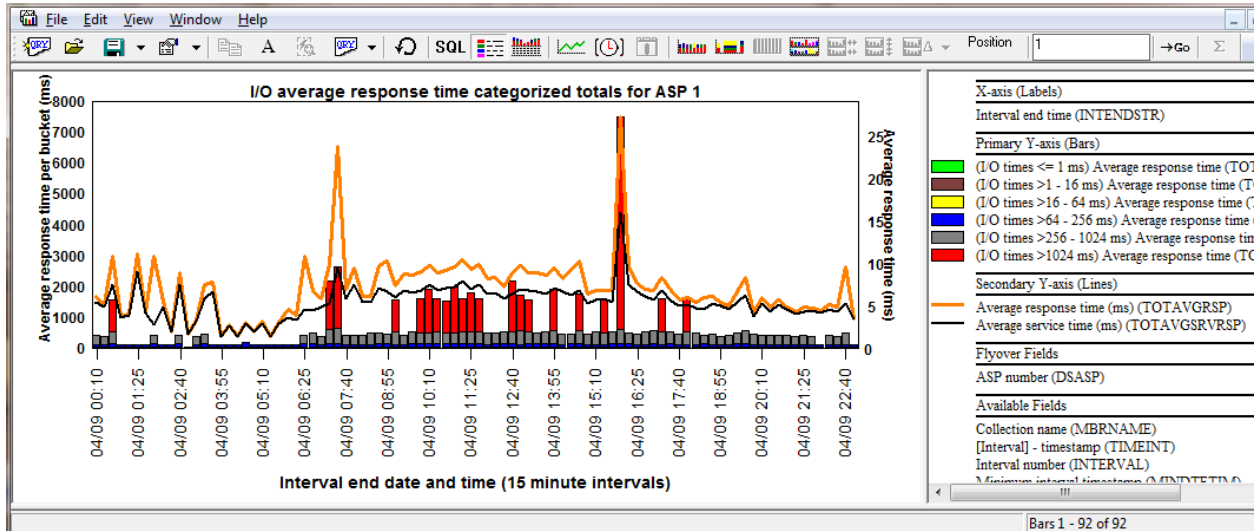 File Edit View Window Help
QRY QRY SQL Position 1 →Go Σ
I/O average response time categorized totals for ASP 1
Average response time per bucket (ms)
8000
7000
6000
5000
4000
3000
2000
1000
0
Average response time (ms)
25
20
15
10
5
0
04/09 00:10
04/09 01:25
04/09 02:40
04/09 03:55
04/09 05:10
04/09 06:25
04/09 07:40
04/09 08:55
04/09 10:10
04/09 11:25
04/09 12:40
04/09 13:55
04/09 15:10
04/09 16:25
04/09 17:40
04/09 18:55
04/09 20:10
04/09 21:25
04/09 22:40
Interval end date and time (15 minute intervals)
X-axis (Labels)
Interval end time (INTENDSTR)
Primary Y-axis (Bars)
(I/O times <= 1 ms) Average response time (TOT
(I/O times >1 - 16 ms) Average response time (TO
(I/O times >16 - 64 ms) Average response time (T
(I/O times >64 - 256 ms) Average response time (
(I/O times >256 - 1024 ms) Average response time
(I/O times >1024 ms) Average response time (TO
Secondary Y-axis (Lines)
Average response time (ms) (TOTAVGRSP)
Average service time (ms) (TOTAVGSRVRSP)
Flyover Fields
ASP number (DSASP)
Available Fields
Collection name (MBRNAME)
[Interval] - timestamp (TIMEINT)
Interval number (INTERVAL)
Minimum interval timestamp (MINDTETIM)
Bars 1 - 92 of 92